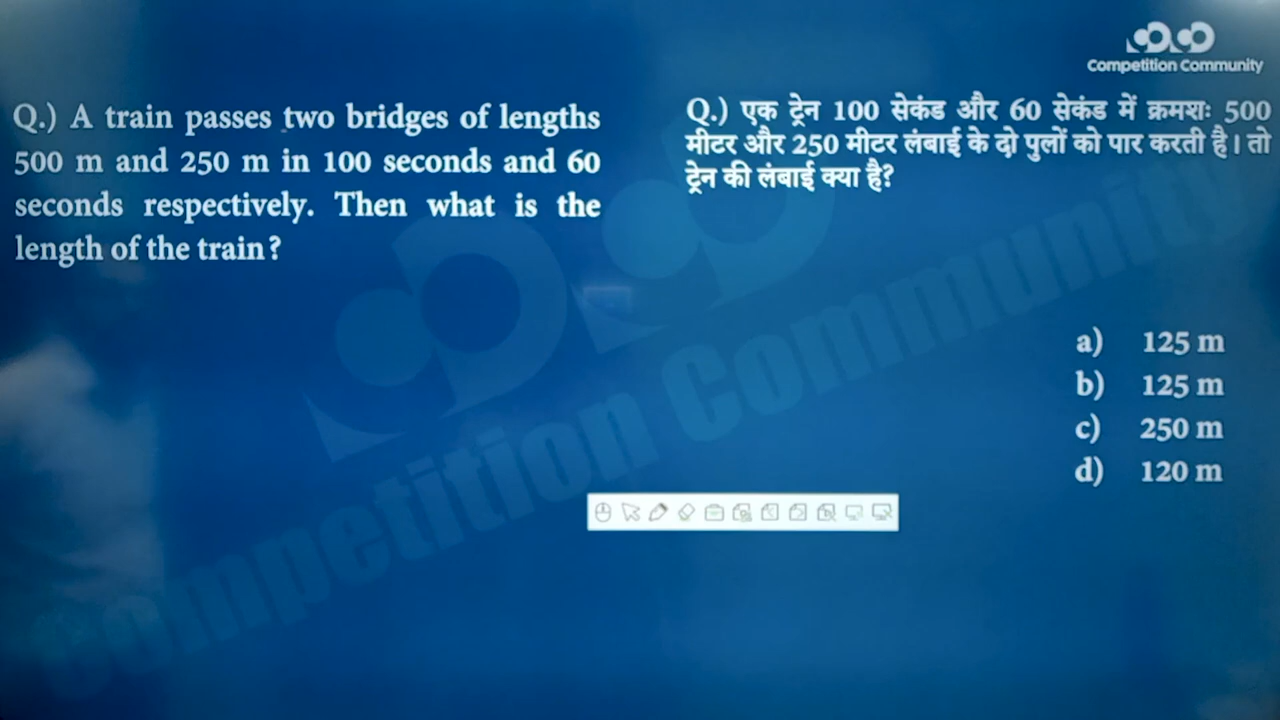 Competition Community
Q.) A train passes two bridges of lengths
500 m and 250 m in 100 seconds and 60
seconds respectively. Then what is the
length of the train?
Q.) एक ट्रेन 100 सेकंड और 60 सेकंड में क्रमशः 500
मीटर और 250 मीटर लंबाई के दो पुलों को पार करती है। तो
ट्रेन की लंबाई क्या है?
a) 125 m
b) 125 m
c) 250 m
d) 120 m
Competition Community